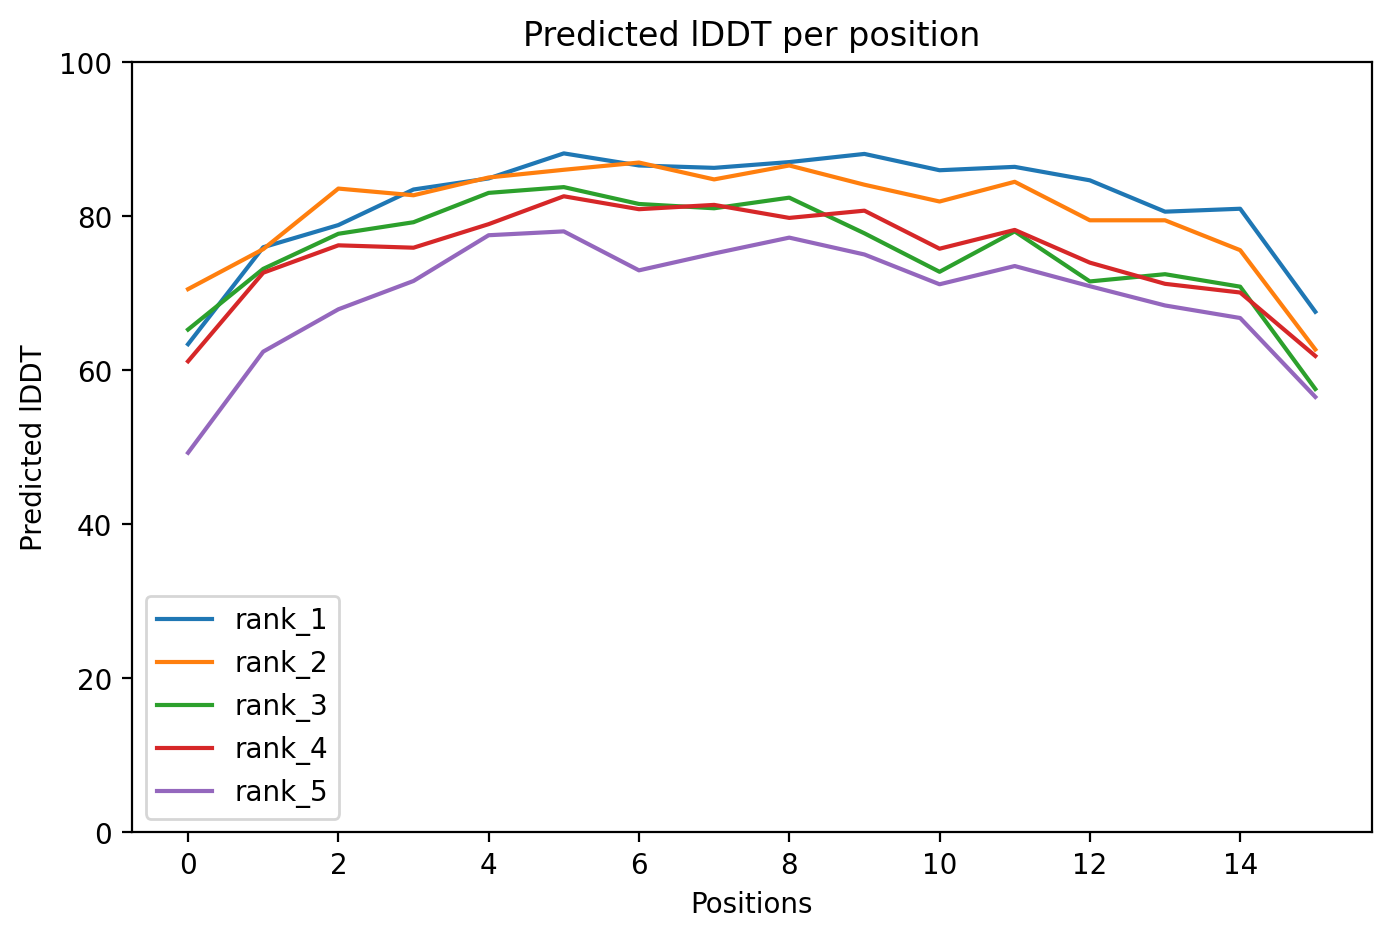 Predicted lDDT per position
100
80
60
40
20
0
Predicted lDDT
rank_1
rank_2
rank_3
rank_4
rank_5
0 2 4 6 8 10 12 14
Positions